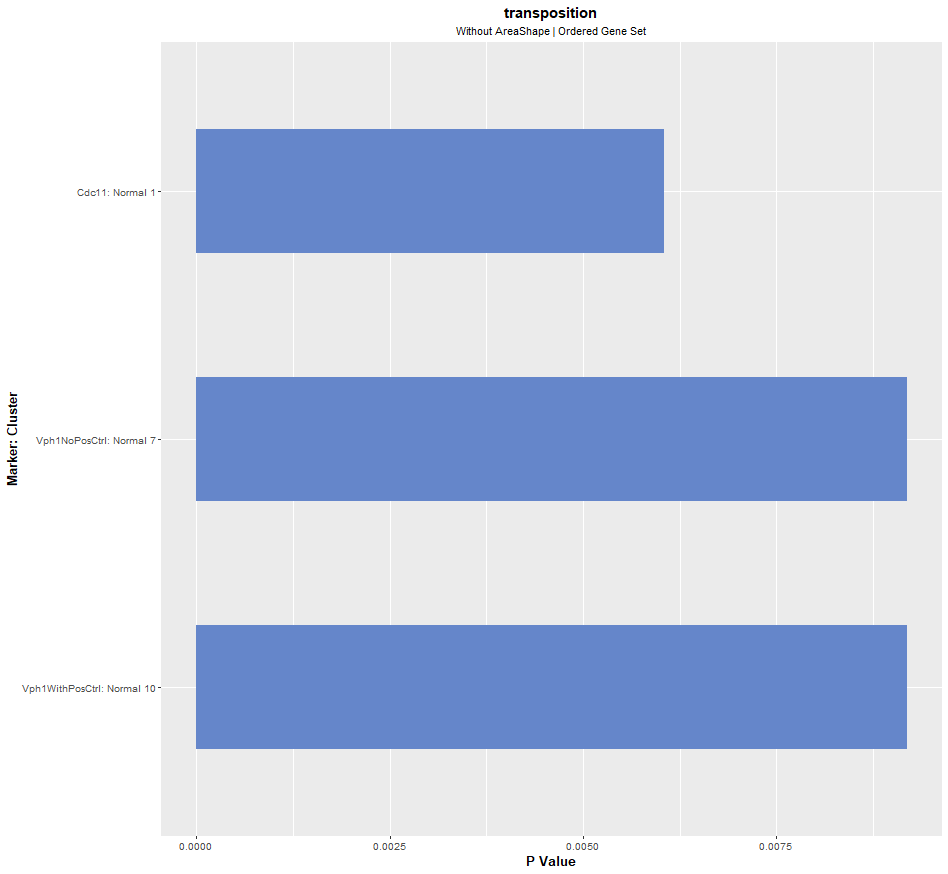 transposition
Without AreaShape | Ordered Gene Set
Marker: Cluster
Cdc11: Normal 1
Vph1NoPosCtrl: Normal 7
Vph1WithPosCtrl: Normal 10
0.0000 0.0025 0.0050 0.0075
P Value